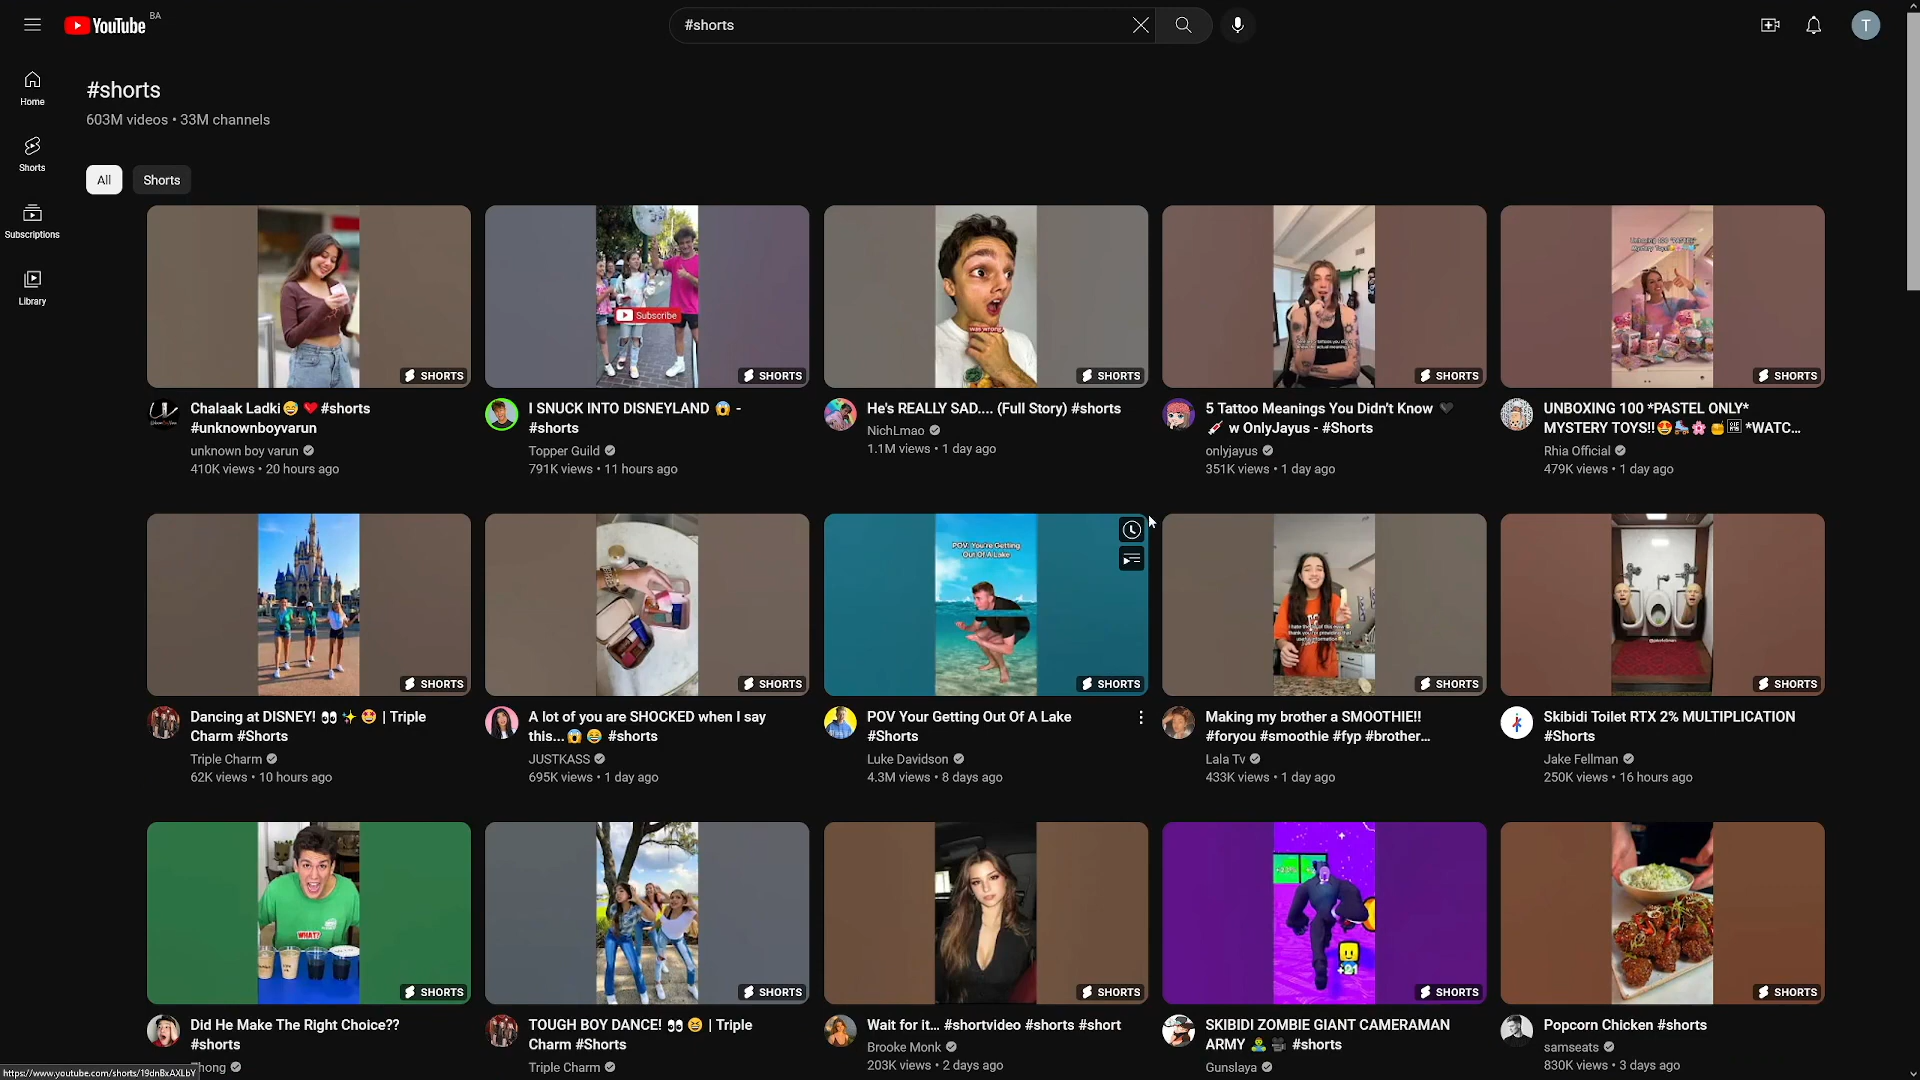 YouTube BA
#shorts
Home
Shorts
Subscriptions
Library
#shorts
603M videos • 33M channels
All
Shorts
Subscribe
was wrong
SHORTS
SHORTS
SHORTS
SHORTS
SHORTS
Chalaak Ladki😅 ❤️#shorts
#unknownboyvarun
unknown boy varun
410K views • 20 hours ago
I SNUCK INTO DISNEYLAND 😱 -
#shorts
Topper Guild
791K views • 11 hours ago
He's REALLY SAD.... (Full Story) #shorts
NichLmao
1.1M views • 1 day ago
5 Tattoo Meanings You Didn't Know 🖤
💉 w OnlyJayus - #Shorts
onlyjayus
351K views • 1 day ago
UNBOXING 100 *PASTEL ONLY*
MYSTERY TOYS!!😍🛼🌸🍯🆔 *WATC...
Rhia Official
479K views • 1 day ago
POV: You're Getting
Out Of A Lake
SHORTS
SHORTS
SHORTS
SHORTS
SHORTS
Dancing at DISNEY! 👀 ✨ 🤩 | Triple
Charm #Shorts
Triple Charm
62K views • 10 hours ago
A lot of you are SHOCKED when I say
this...😱 😂 #shorts
JUSTKASS
695K views • 1 day ago
POV Your Getting Out Of A Lake
#Shorts
Luke Davidson
4.3M views • 8 days ago
Making my brother a SMOOTHIE!!
#foryou #smoothie #fyp #brother...
Lala Tv
433K views • 1 day ago
Skibidi Toilet RTX 2% MULTIPLICATION
#Shorts
Jake Fellman
250K views • 16 hours ago
WHAT?
+21
SHORTS
SHORTS
SHORTS
SHORTS
SHORTS
Did He Make The Right Choice??
#shorts
hong
TOUGH BOY DANCE! 👀 😆 | Triple
Charm #Shorts
Triple Charm
Wait for it... #shortvideo #shorts #short
Brooke Monk
203K views • 2 days ago
SKIBIDI ZOMBIE GIANT CAMERAMAN
ARMY 🧟‍♂️ 🎥 #shorts
Gunslaya
Popcorn Chicken #shorts
samseats
830K views • 3 days ago
https://www.youtube.com/shorts/19dnBxAXLbY
T